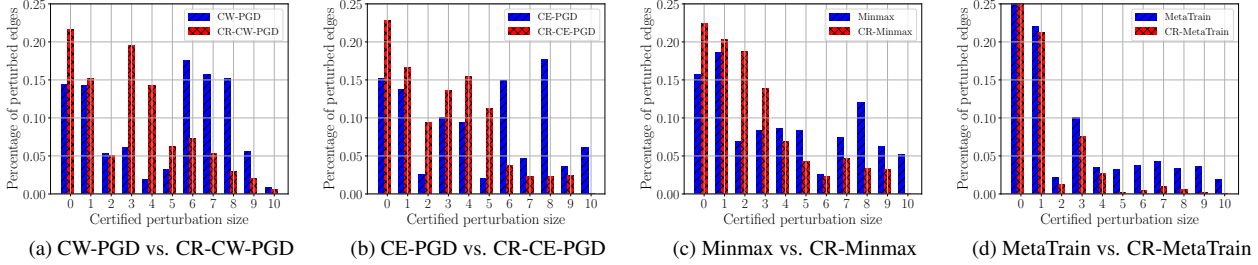 Percentage of perturbed edges
0.25
0.20
0.15
0.10
0.05
0.00
CW-PGD
CR-CW-PGD
0 1 2 3 4 5 6 7 8 9 10
Certified perturbation size
(a) CW-PGD vs. CR-CW-PGD
Percentage of perturbed edges
0.25
0.20
0.15
0.10
0.05
0.00
CE-PGD
CR-CE-PGD
0 1 2 3 4 5 6 7 8 9 10
Certified perturbation size
(b) CE-PGD vs. CR-CE-PGD
Percentage of perturbed edges
0.25
0.20
0.15
0.10
0.05
0.00
Minmax
CR-Minmax
0 1 2 3 4 5 6 7 8 9 10
Certified perturbation size
(c) Minmax vs. CR-Minmax
Percentage of perturbed edges
0.25
0.20
0.15
0.10
0.05
0.00
MetaTrain
CR-MetaTrain
0 1 2 3 4 5 6 7 8 9 10
Certified perturbation size
(d) MetaTrain vs. CR-MetaTrain